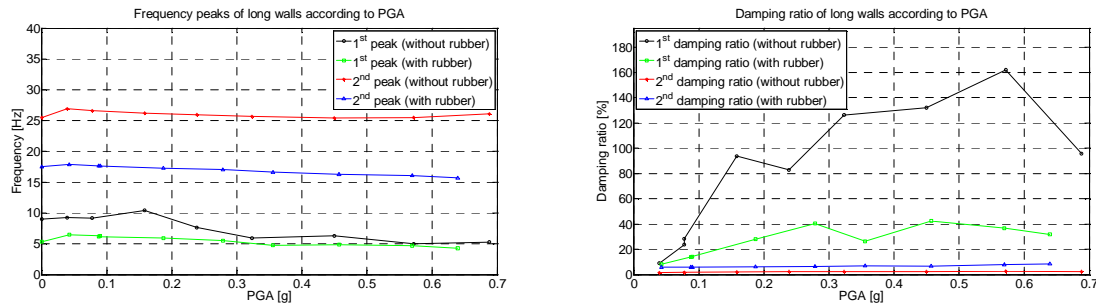 Frequency peaks of long walls according to PGA
40
35
30
25
20
15
10
5
0
Frequency [Hz]
1st peak (without rubber)
1st peak (with rubber)
2nd peak (without rubber)
2nd peak (with rubber)
0 0.1 0.2 0.3 0.4 0.5 0.6 0.7
PGA [g]
Damping ratio of long walls according to PGA
180
160
140
120
100
80
60
40
20
0
Damping ratio [%]
1st damping ratio (without rubber)
1st damping ratio (with rubber)
2nd damping ratio (without rubber)
2nd damping ratio (with rubber)
0 0.1 0.2 0.3 0.4 0.5 0.6 0.7
PGA [g]